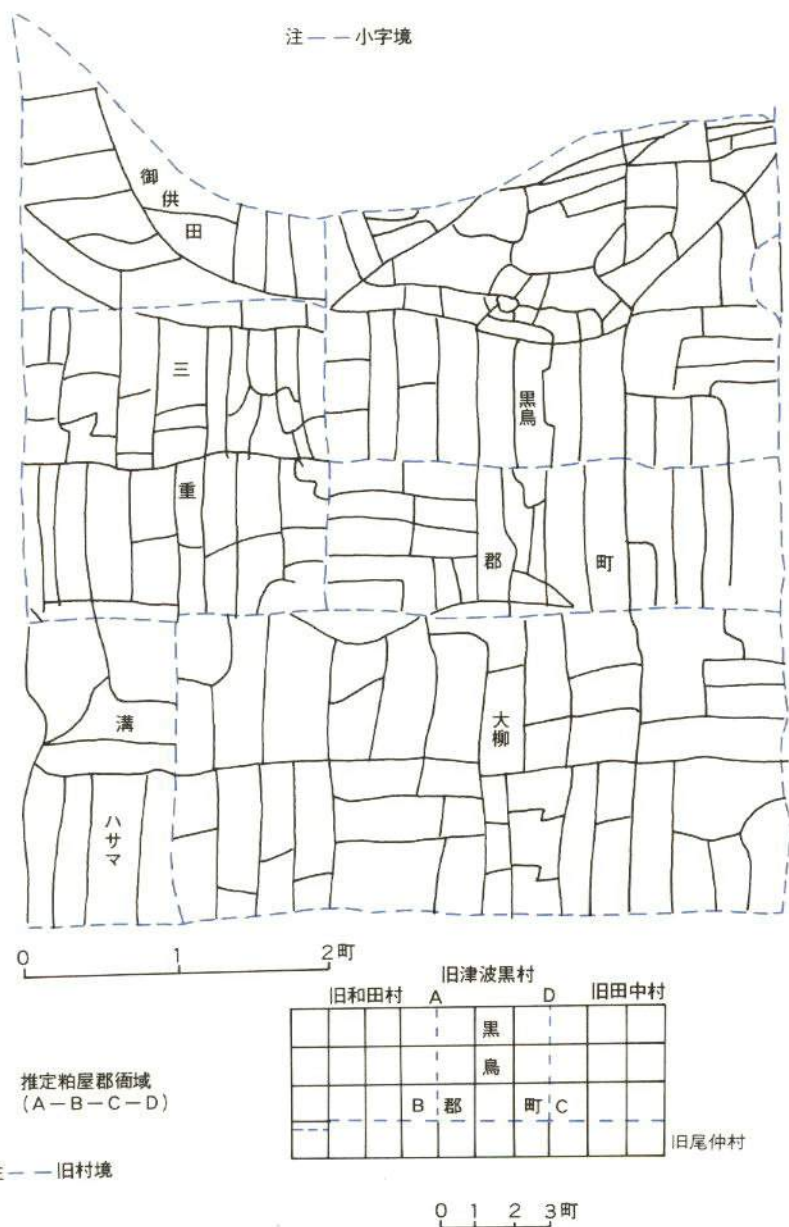 注 ― ― 小字境
御供田
三
黒鳥
重
郡
町
溝
大柳
ハサマ
0 1 2町
旧津波黒村
旧和田村 A D 旧田中村
黒
鳥
推定粕屋郡衙域
(A－B－C－D)
B 郡 町 C
旧尾仲村
― ― 旧村境
0 1 2 3町